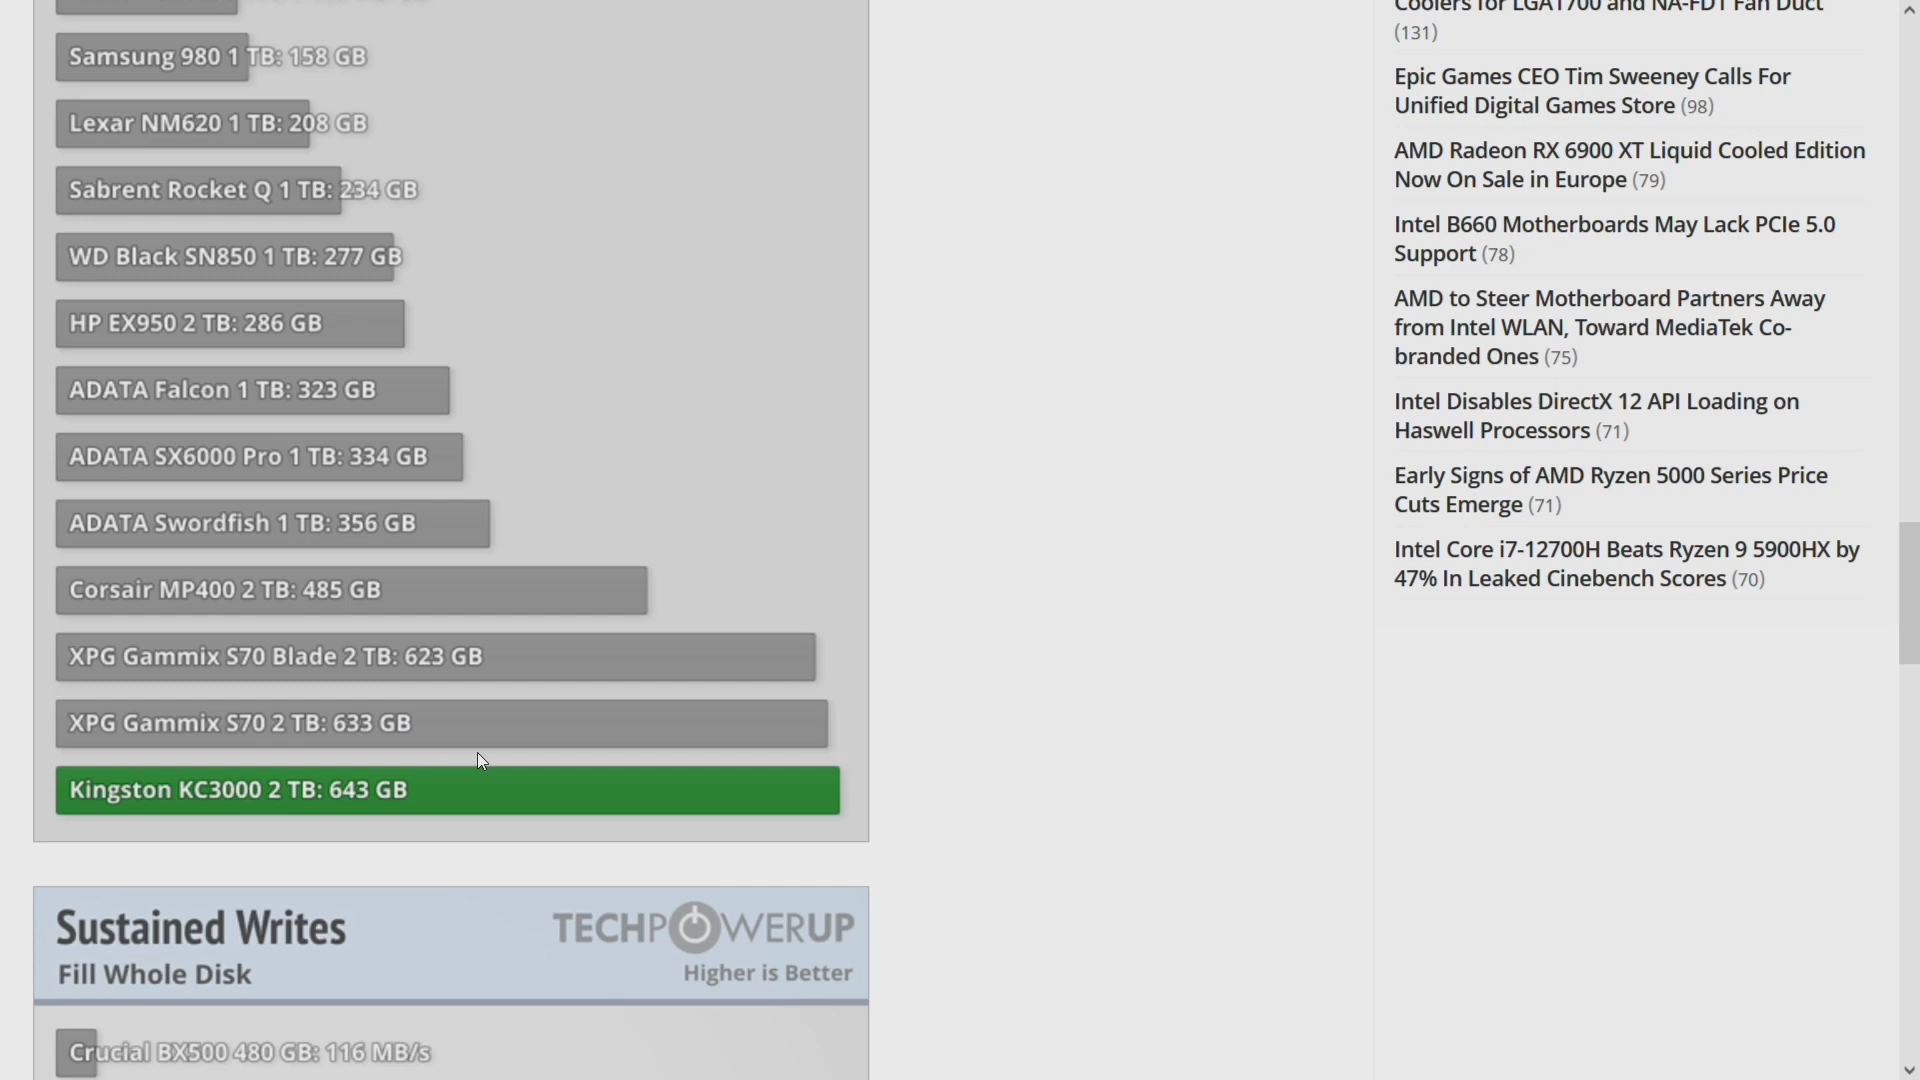 Samsung 980 1 TB: 158 GB
Lexar NM620 1 TB: 208 GB
Sabrent Rocket Q 1 TB: 234 GB
WD Black SN850 1 TB: 277 GB
HP EX950 2 TB: 286 GB
ADATA Falcon 1 TB: 323 GB
ADATA SX6000 Pro 1 TB: 334 GB
ADATA Swordfish 1 TB: 356 GB
Corsair MP400 2 TB: 485 GB
XPG Gammix S70 Blade 2 TB: 623 GB
XPG Gammix S70 2 TB: 633 GB
Kingston KC3000 2 TB: 643 GB
Sustained Writes
TECHPOWERUP
Fill Whole Disk
Higher is Better
Crucial BX500 480 GB: 116 MB/s
Coolers for LGA1700 and NA-FD1 Fan Duct
(131)
Epic Games CEO Tim Sweeney Calls For
Unified Digital Games Store (98)
AMD Radeon RX 6900 XT Liquid Cooled Edition
Now On Sale in Europe (79)
Intel B660 Motherboards May Lack PCIe 5.0
Support (78)
AMD to Steer Motherboard Partners Away
from Intel WLAN, Toward MediaTek Co-
branded Ones (75)
Intel Disables DirectX 12 API Loading on
Haswell Processors (71)
Early Signs of AMD Ryzen 5000 Series Price
Cuts Emerge (71)
Intel Core i7-12700H Beats Ryzen 9 5900HX by
47% In Leaked Cinebench Scores (70)